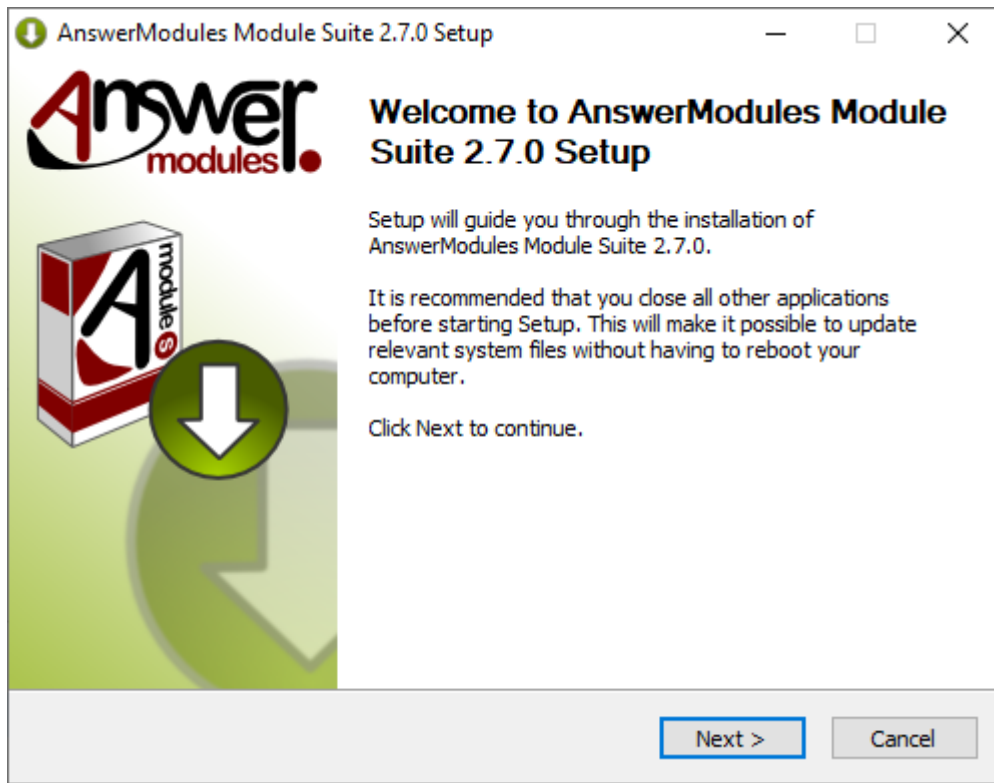 AnswerModules Module Suite 2.7.0 Setup
Answer
modules
Welcome to AnswerModules Module
Suite 2.7.0 Setup
Setup will guide you through the installation of
AnswerModules Module Suite 2.7.0.
It is recommended that you close all other applications
before starting Setup. This will make it possible to update
relevant system files without having to reboot your
computer.
Click Next to continue.
A
module s
Next >
Cancel